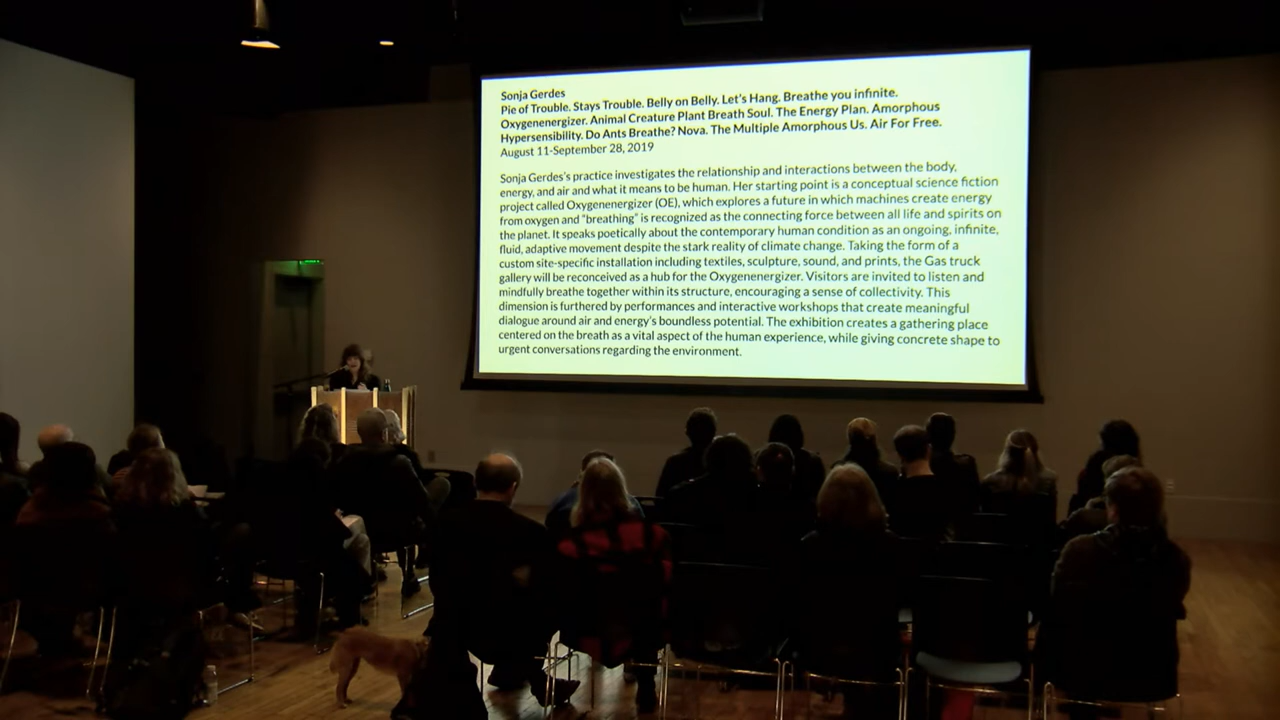 Sonja Gerdes
Pie of Trouble. Stays Trouble. Belly on Belly. Let's Hang. Breathe you infinite.
Oxygenenergizer. Animal Creature Plant Breath Soul. The Energy Plan. Amorphous
Hypersensibility. Do Ants Breathe? Nova. The Multiple Amorphous Us. Air For Free.
August 11-September 28, 2019
Sonja Gerdes's practice investigates the relationship and interactions between the body,
energy, and air and what it means to be human. Her starting point is a conceptual science fiction
project called Oxygenenergizer (OE), which explores a future in which machines create energy
from oxygen and "breathing" is recognized as the connecting force between all life and spirits on
the planet. It speaks poetically about the contemporary human condition as an ongoing, infinite,
fluid, adaptive movement despite the stark reality of climate change. Taking the form of a
custom site-specific installation including textiles, sculpture, sound, and prints, the Gas truck
gallery will be reconceived as a hub for the Oxygenenergizer. Visitors are invited to listen and
mindfully breathe together within its structure, encouraging a sense of collectivity. This
dimension is furthered by performances and interactive workshops that create meaningful
dialogue around air and energy's boundless potential. The exhibition creates a gathering place
centered on the breath as a vital aspect of the human experience, while giving concrete shape to
urgent conversations regarding the environment.